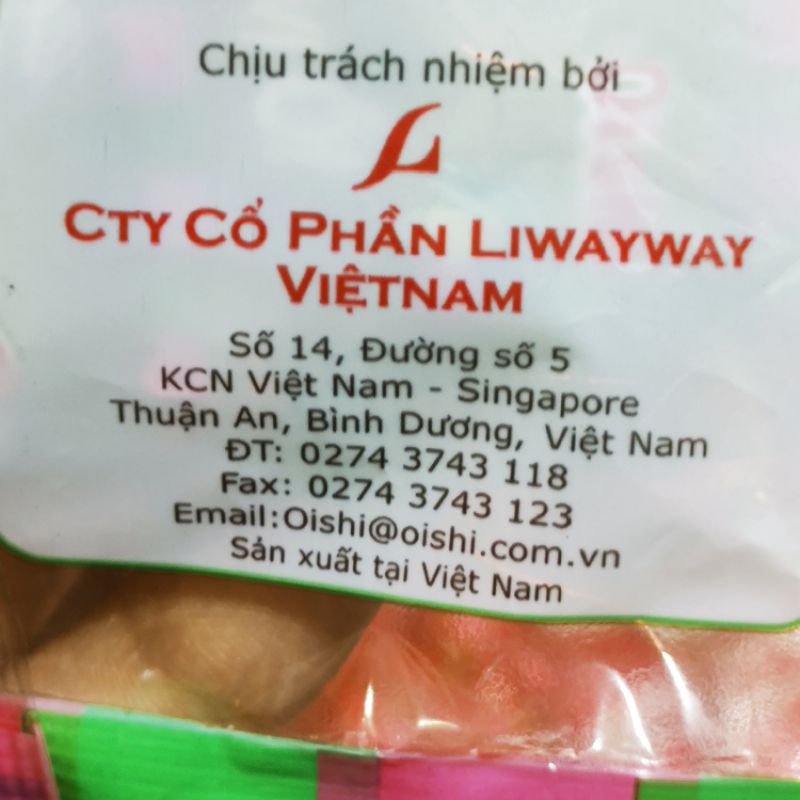 Chịu trách nhiệm bởi
CTY CỔ PHẦN LIWAYWAY
VIỆTNAM
Số 14, Đường số 5
KCN Việt Nam - Singapore
Thuận An, Bình Dương, Việt Nam
ĐT: 0274 3743 118
Fax: 0274 3743 123
Email:Oishi@oishi.com.vn
Sản xuất tại Việt Nam